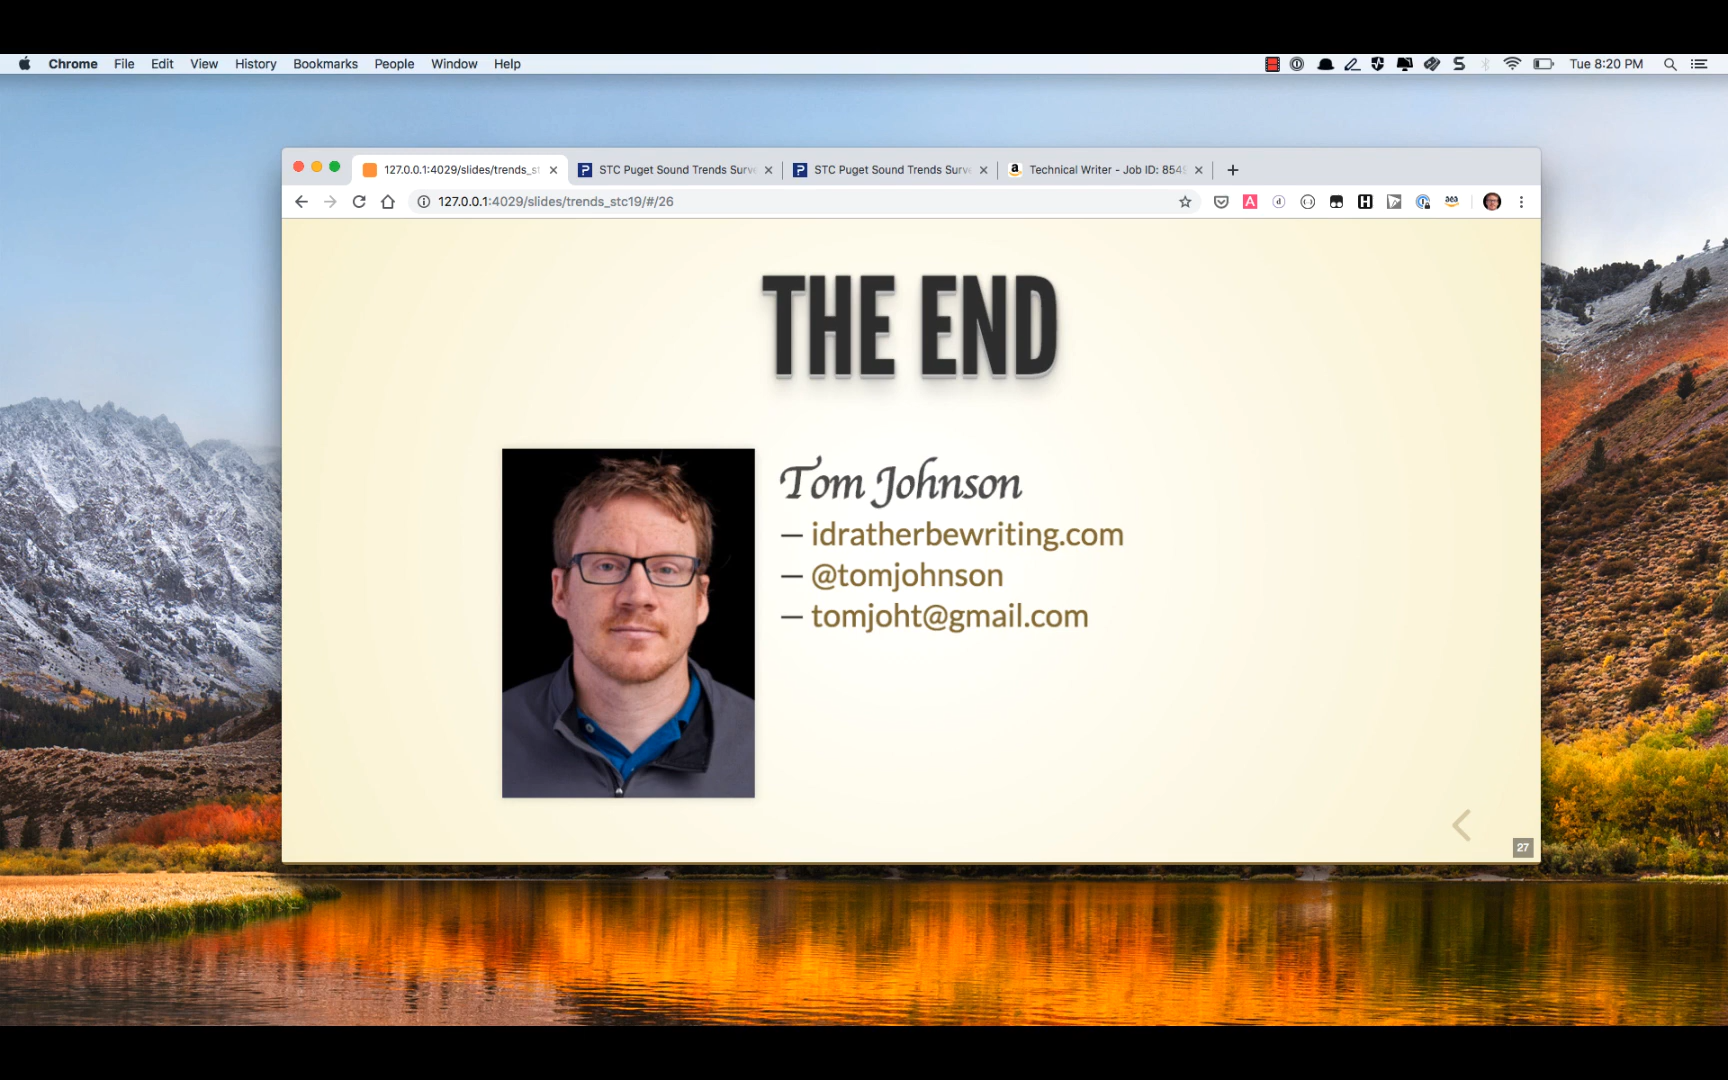 Chrome File Edit View History Bookmarks People Window Help Tue 8:20 PM
127.0.0.1:4029/slides/trends_st STC Puget Sound Trends Surv STC Puget Sound Trends Surv Technical Writer - Job ID: 854
127.0.0.1:4029/slides/trends_stc19/#/26
THE END
Tom Johnson
— idratherbewriting.com
— @tomjohnson
— tomjoht@gmail.com
27